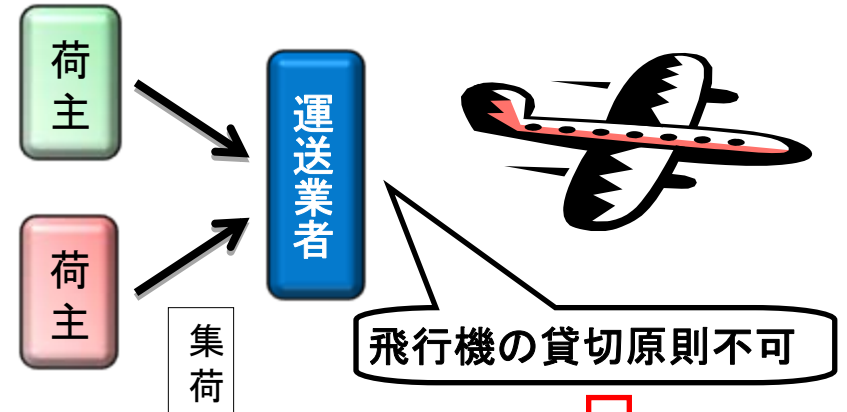 荷主
運送業者
荷主
集荷
飛行機の貸切原則不可